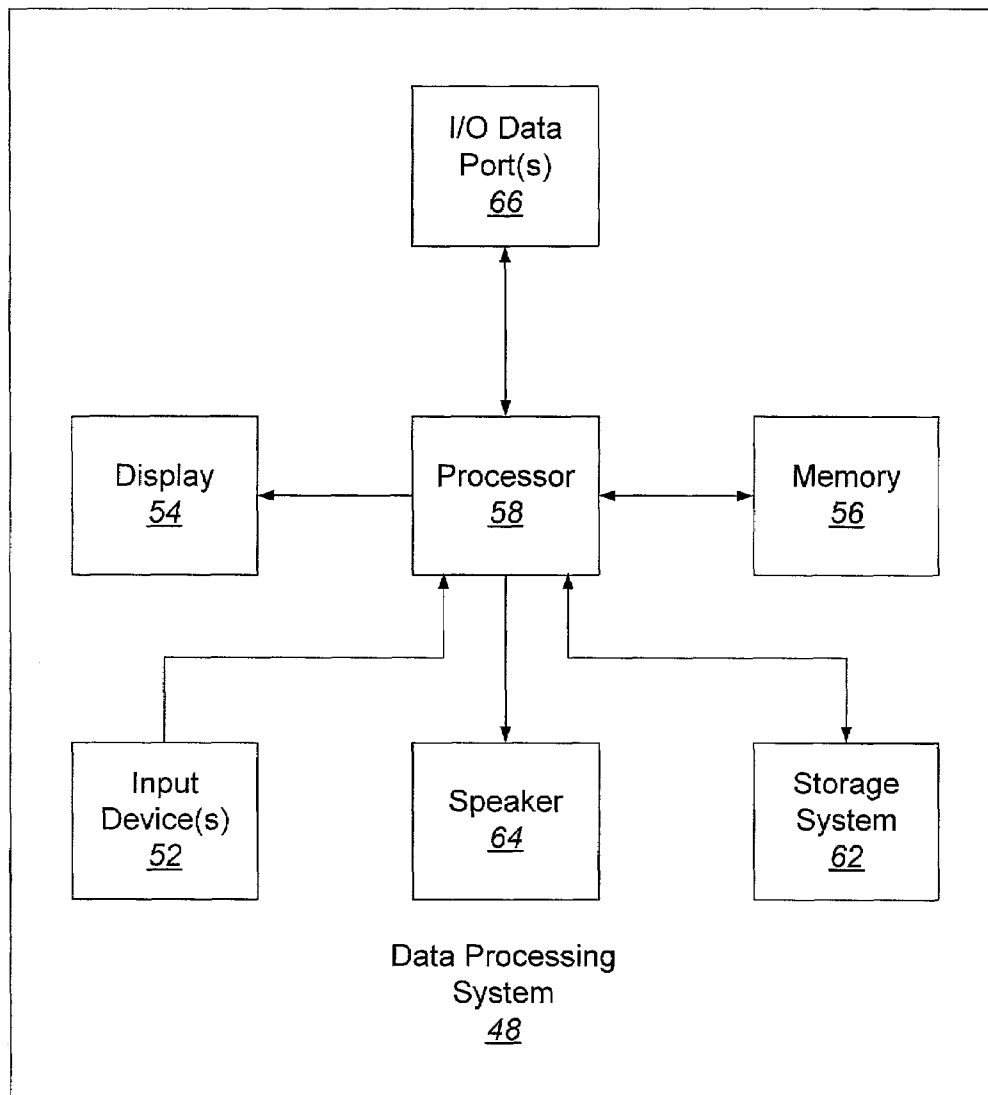 I/O Data
Port(s)
66
Display
54
Processor
58
Memory
56
Input
Device(s)
52
Speaker
64
Storage
System
62
Data Processing
System
48